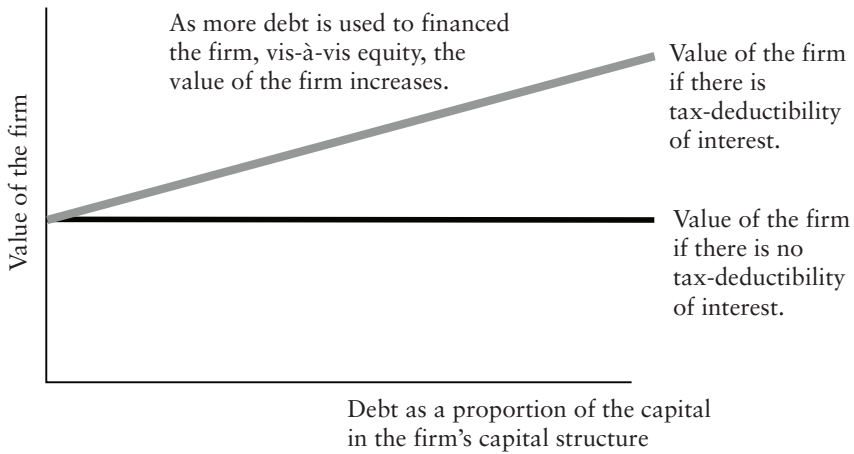 As more debt is used to financed
the firm, vis-à-vis equity, the
value of the firm increases.
Value of the firm
if there is
tax-deductibility
of interest.
Value of the firm
Value of the firm
if there is no
tax-deductibility
of interest.
Debt as a proportion of the capital
in the firm’s capital structure